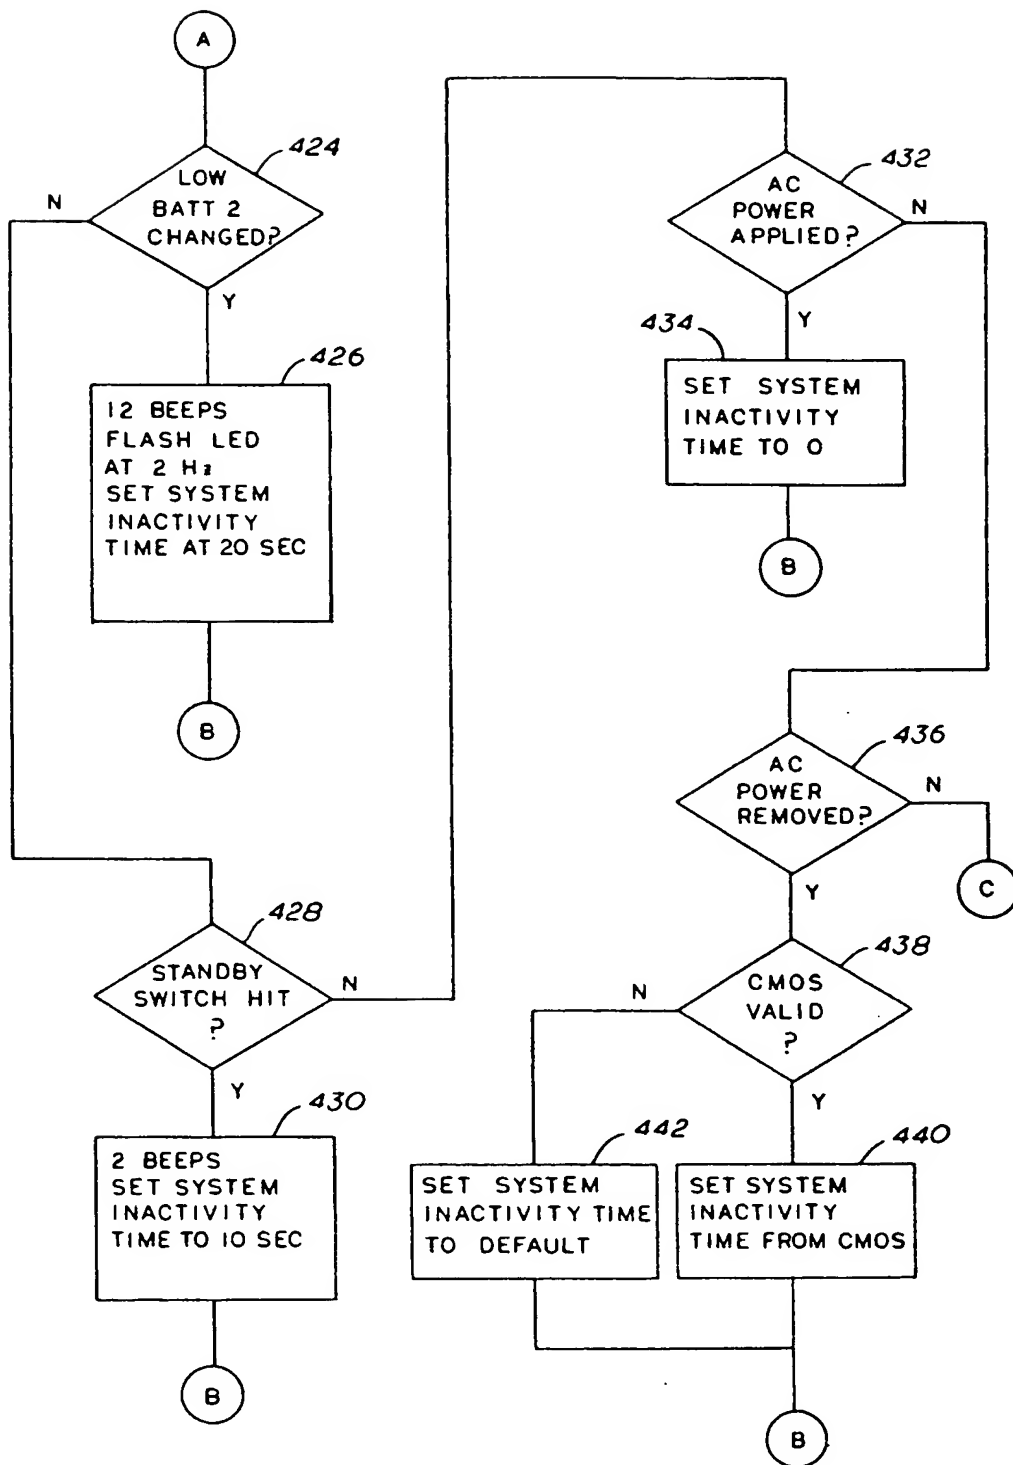 A
424
LOW
BATT 2
CHANGED?
N
Y
426
12 BEEPS
FLASH LED
AT 2 Hz
SET SYSTEM
INACTIVITY
TIME AT 20 SEC
B
428
STANDBY
SWITCH HIT
?
N
Y
430
2 BEEPS
SET SYSTEM
INACTIVITY
TIME TO 10 SEC
B
432
AC
POWER
APPLIED?
N
Y
434
SET SYSTEM
INACTIVITY
TIME TO 0
B
436
AC
POWER
REMOVED?
N
C
Y
438
CMOS
VALID
?
N
Y
442
SET SYSTEM
INACTIVITY TIME
TO DEFAULT
440
SET SYSTEM
INACTIVITY
TIME FROM CMOS
B